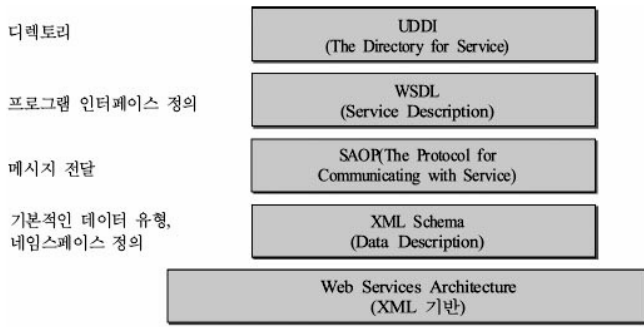 디렉토리
UDDI
(The Directory for Service)
프로그램 인터페이스 정의
WSDL
(Service Description)
메시지 전달
SAOP(The Protocol for
Communicating with Service)
기본적인 데이터 유형,
네임스페이스 정의
XML Schema
(Data Description)
Web Services Architecture
(XML 기반)